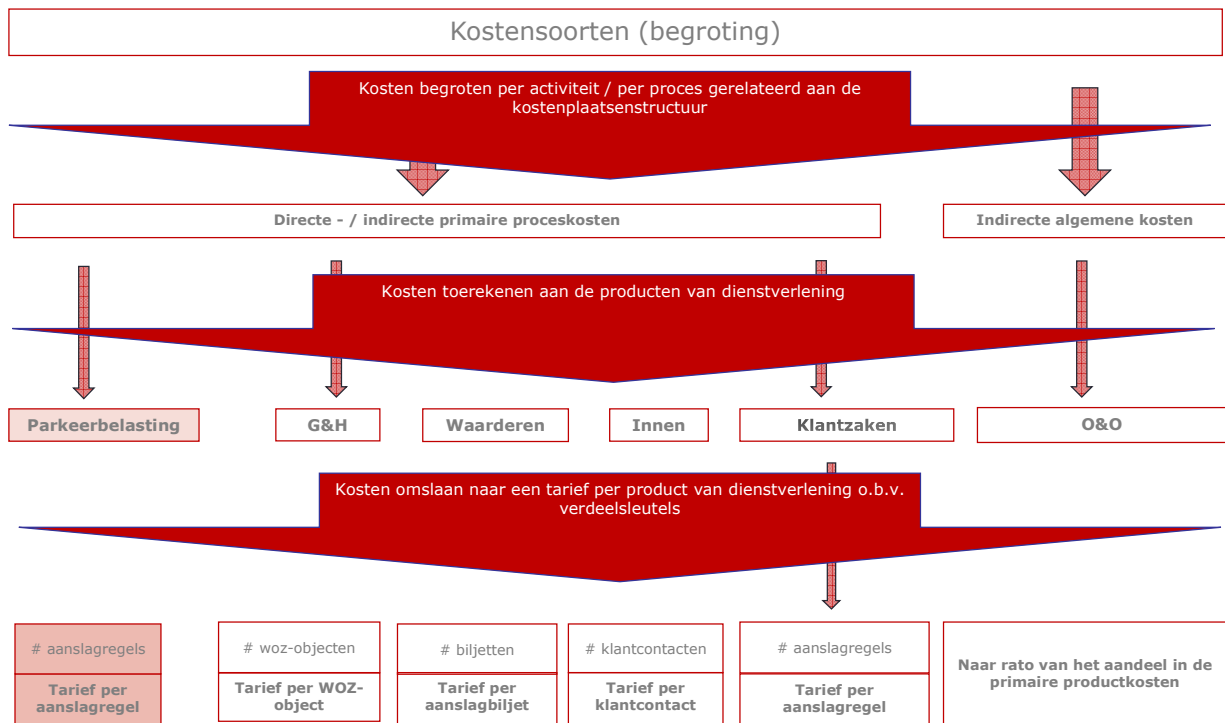 Kostensoorten (begroting)
Kosten begroten per activiteit / per proces gerelateerd aan de
kostenplaatsenstructuur
Directe - / indirecte primaire proceskosten
Indirecte algemene kosten
Kosten toerekenen aan de producten van dienstverlening
Parkeerbelasting
G&H
Waarderen
Innen
Klantzaken
O&O
Kosten omslaan naar een tarief per product van dienstverlening o.b.v.
verdeelsleutels
# aanslagregels
Tarief per
aanslagregel
# woz-objecten
Tarief per WOZ-
object
# biljetten
Tarief per
aanslagbiljet
# klantcontacten
Tarief per
klantcontact
# aanslagregels
Tarief per
aanslagregel
Naar rato van het aandeel in de
primaire productkosten